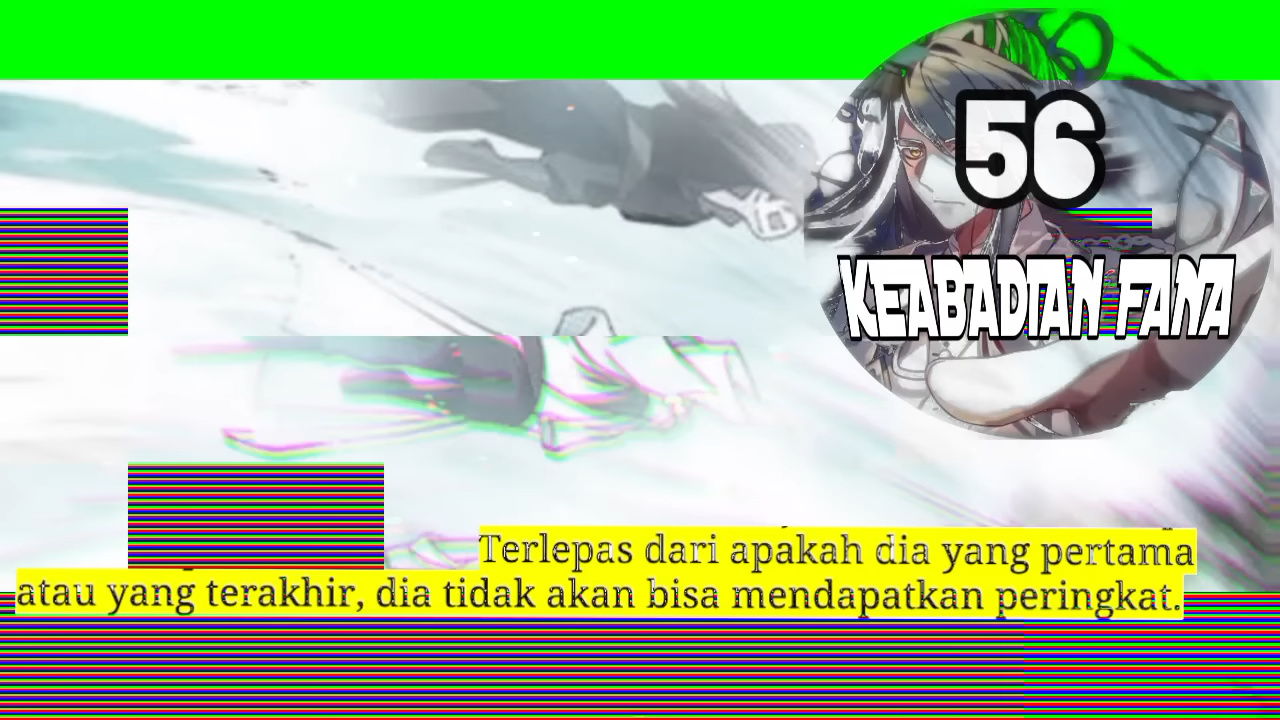 56
KEABADIAN FANA
Terlepas dari apakah dia yang pertama
atau yang terakhir, dia tidak akan bisa mendapatkan peringkat.